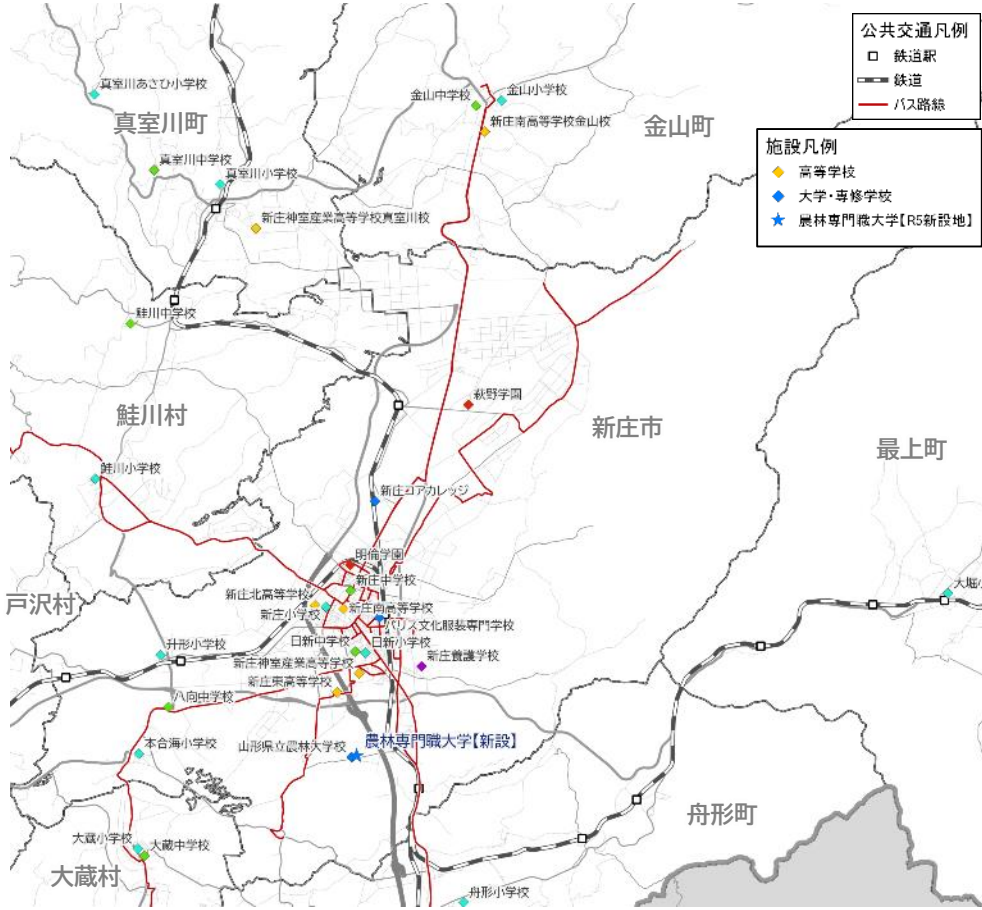 公共交通凡例
鉄道駅
鉄道
バス路線
施設凡例
高等学校
大学・専修学校
農林専門職大学【R5新設地】
真室川あさひ小学校
金山中学校
金山小学校
真室川町
新庄南高等学校金山校
金山町
真室川中学校
真室川小学校
新庄神室産業高等学校真室川校
鮭川中学校
萩野学園
鮭川村
新庄市
最上町
鮭川小学校
新庄コアカレッジ
明倫学園
新庄中学校
大堀小
新庄北高等学校
戸沢村
新庄小学校
新庄南高等学校
バリス文化服装専門学校
升形小学校
日新中学校
日新小学校
新庄養護学校
新庄神室産業高等学校
新庄東高等学校
八向中学校
本合海小学校
山形県立農林大学校
農林専門職大学【新設】
舟形町
大蔵小学校
大蔵中学校
大蔵村
舟形小学校